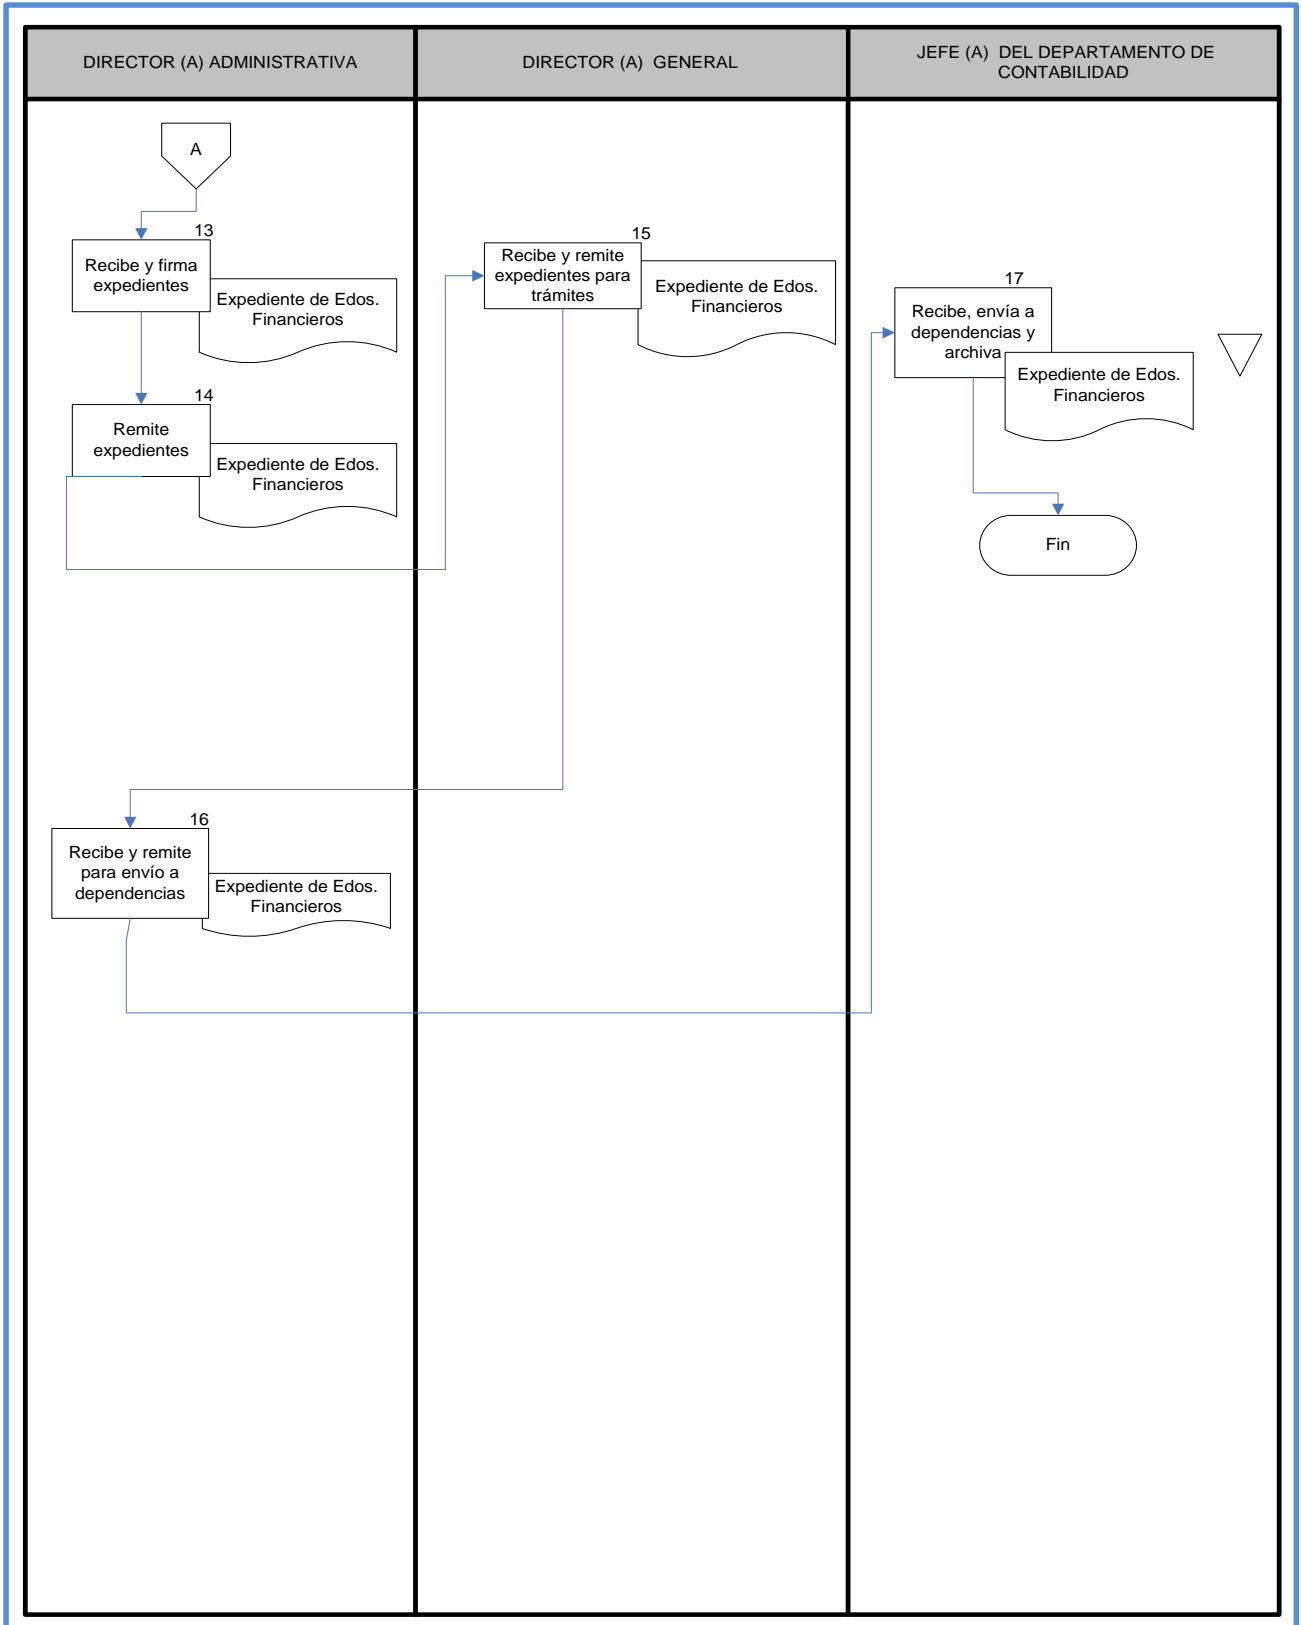 DIRECTOR (A) ADMINISTRATIVA
DIRECTOR (A) GENERAL
JEFE (A) DEL DEPARTAMENTO DE
CONTABILIDAD
A
13
Recibe y firma
expedientes
Expediente de Edos.
Financieros
14
Remite
expedientes
Expediente de Edos.
Financieros
15
Recibe y remite
expedientes para
trámites
Expediente de Edos.
Financieros
16
Recibe y remite
para envío a
dependencias
Expediente de Edos.
Financieros
17
Recibe, envía a
dependencias y
archiva
Expediente de Edos.
Financieros
Fin